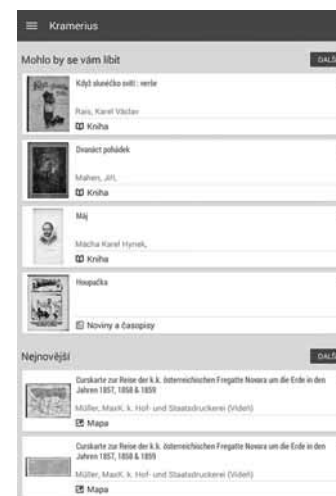 Kramerius
Mohlo by se vám líbit
DALŠÍ
Když slunéčko svítí : verše
Rais, Karel Václav
Kniha
Dvanáct pohádek
Mahen, Jiří,
Kniha
Máj
Mácha Karel Hynek,
Kniha
Houpačka
Noviny a časopisy
Nejnovější
DALŠÍ
Curskarte zur Reise der k.k. österreichischen Fregatte Novara um die Erde in den
Jahren 1857, 1858 & 1859
Müller, MaxK. k. Hof- und Staatsdruckerei (Vídeň)
Mapa
Curskarte zur Reise der k.k. österreichischen Fregatte Novara um die Erde in den
Jahren 1857, 1858 & 1859
Müller, MaxK. k. Hof- und Staatsdruckerei (Vídeň)
Mapa